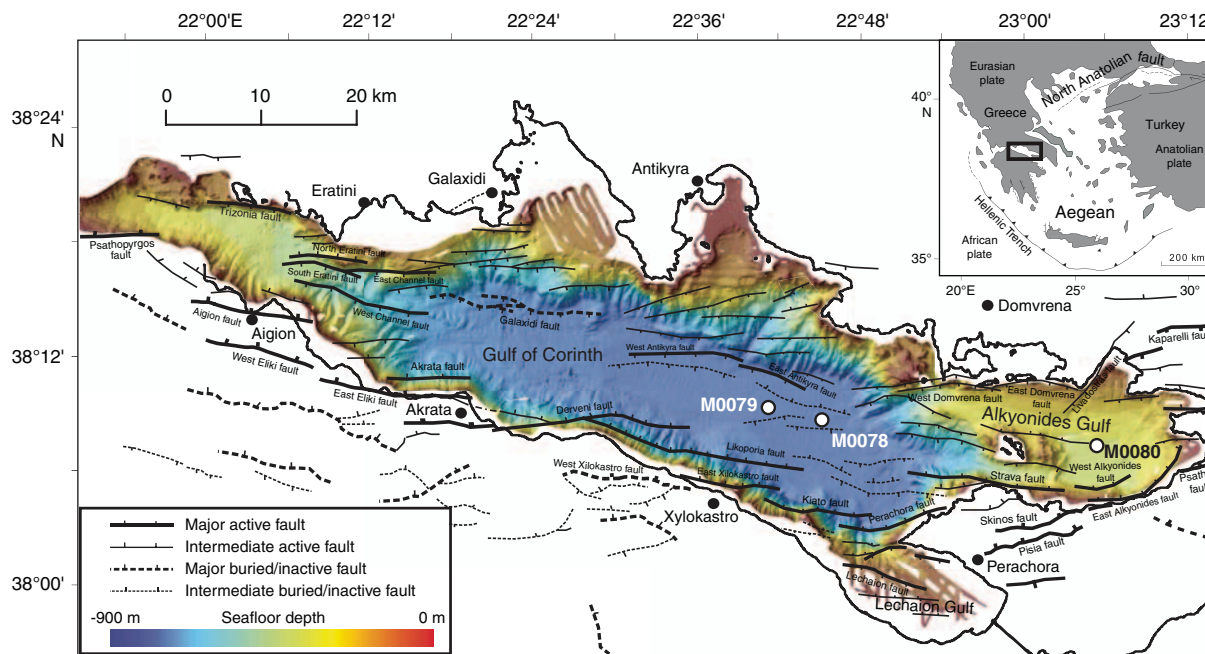 22°00'E 22°12' 22°24' 22°36' 22°48' 23°00' 23°12'
38°24'
N
38°12'
38°00'
0 10 20 km
Eratini
Galaxidi
Antikyra
Trizonia fault
Psathopyrgos
fault
North Eratini fault
South Eratini fault
East Channel fault
West Channel fault
Galaxidi fault
Aigion fault
Aigion
West Eliki fault
East Eliki fault
Akrata fault
Akrata
Gulf of Corinth
West Antikyra fault
East Antikyra fault
M0079
M0078
Derveni fault
Likoporia fault
West Xilokastro fault
East Xilokastro fault
Xylokastro
Kiato fault
Perachora fault
Lechaion fault
Lechaion Gulf
Domvrena
Kaparelli fault
Livadostras fault
West Domvrena
fault
East Domvrena
fault
Alkyonides Gulf
M0080
West Alkyonides
fault
Strava fault
East Alkyonides fault
Skinos fault
Pisia fault
Perachora
Eurasian
plate
North Anatolian fault
Greece
Turkey
Anatolian
plate
Aegean
Hellenic Trench
African
plate
200 km
40°
N
35°
20°E 25° 30°
Major active fault
Intermediate active fault
Major buried/inactive fault
Intermediate buried/inactive fault
-900 m Seafloor depth 0 m